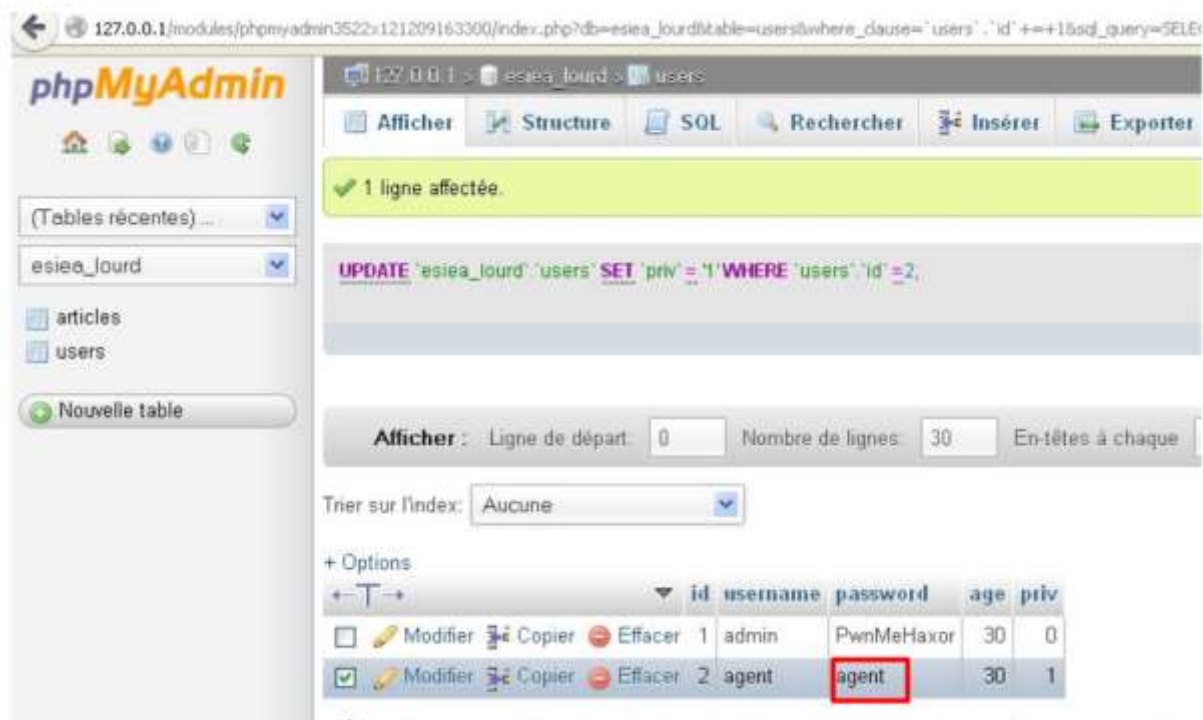 127.0.0.1/modules/phpmyadmin3522x121209163300/index.php?db=esiea_lourd&table=users&where_clause=`users`.`id`+=+1&sql_query=SELE
phpMyAdmin
127.0.0.1 » esiea_lourd » users
Afficher Structure SQL Rechercher Insérer Exporter
1 ligne affectée.
(Tables récentes) ...
esiea_lourd
UPDATE `esiea_lourd`.`users` SET `priv` = '1' WHERE `users`.`id` =2;
articles
users
Nouvelle table
Afficher : Ligne de départ: 0 Nombre de lignes: 30 En-têtes à chaque
Trier sur l'index: Aucune
+ Options
←T→ id username password age priv
Modifier Copier Effacer 1 admin PwnMeHaxor 30 0
Modifier Copier Effacer 2 agent agent 30 1